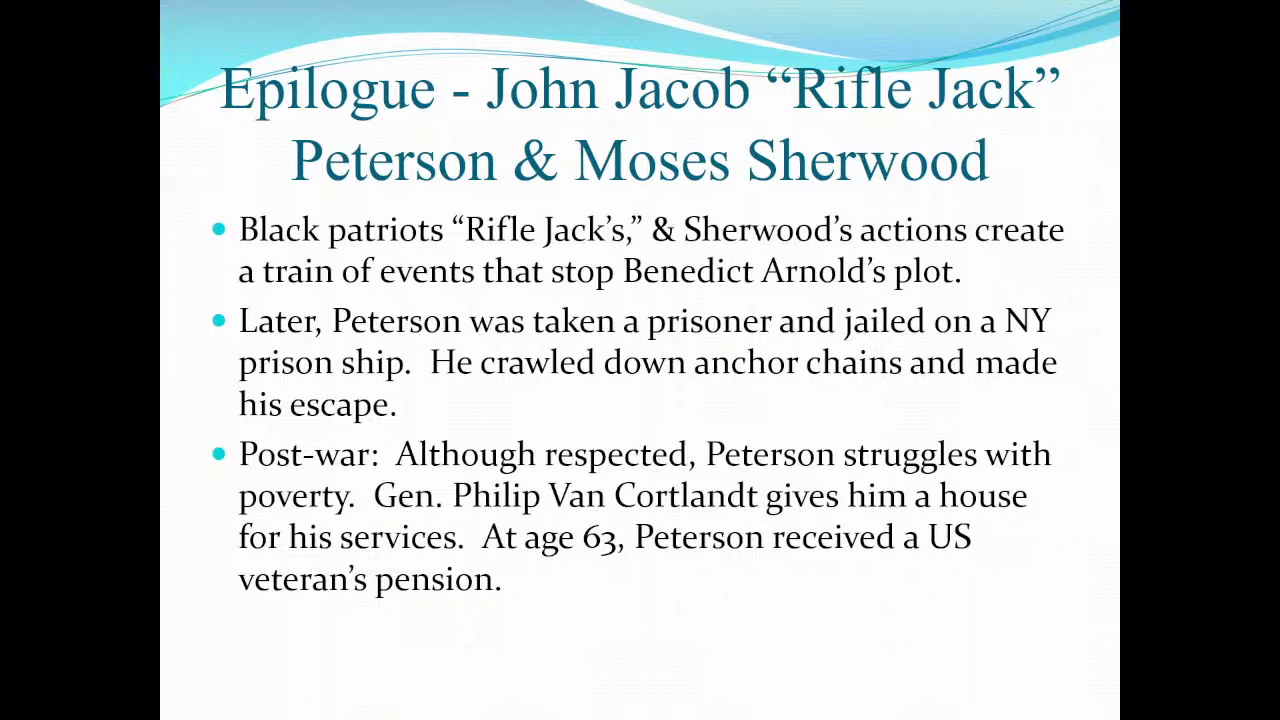 Epilogue - John Jacob “Rifle Jack”
Peterson & Moses Sherwood
• Black patriots “Rifle Jack’s,” & Sherwood’s actions create
a train of events that stop Benedict Arnold’s plot.
• Later, Peterson was taken a prisoner and jailed on a NY
prison ship.  He crawled down anchor chains and made
his escape.
• Post-war:  Although respected, Peterson struggles with
poverty.  Gen. Philip Van Cortlandt gives him a house
for his services.  At age 63, Peterson received a US
veteran’s pension.